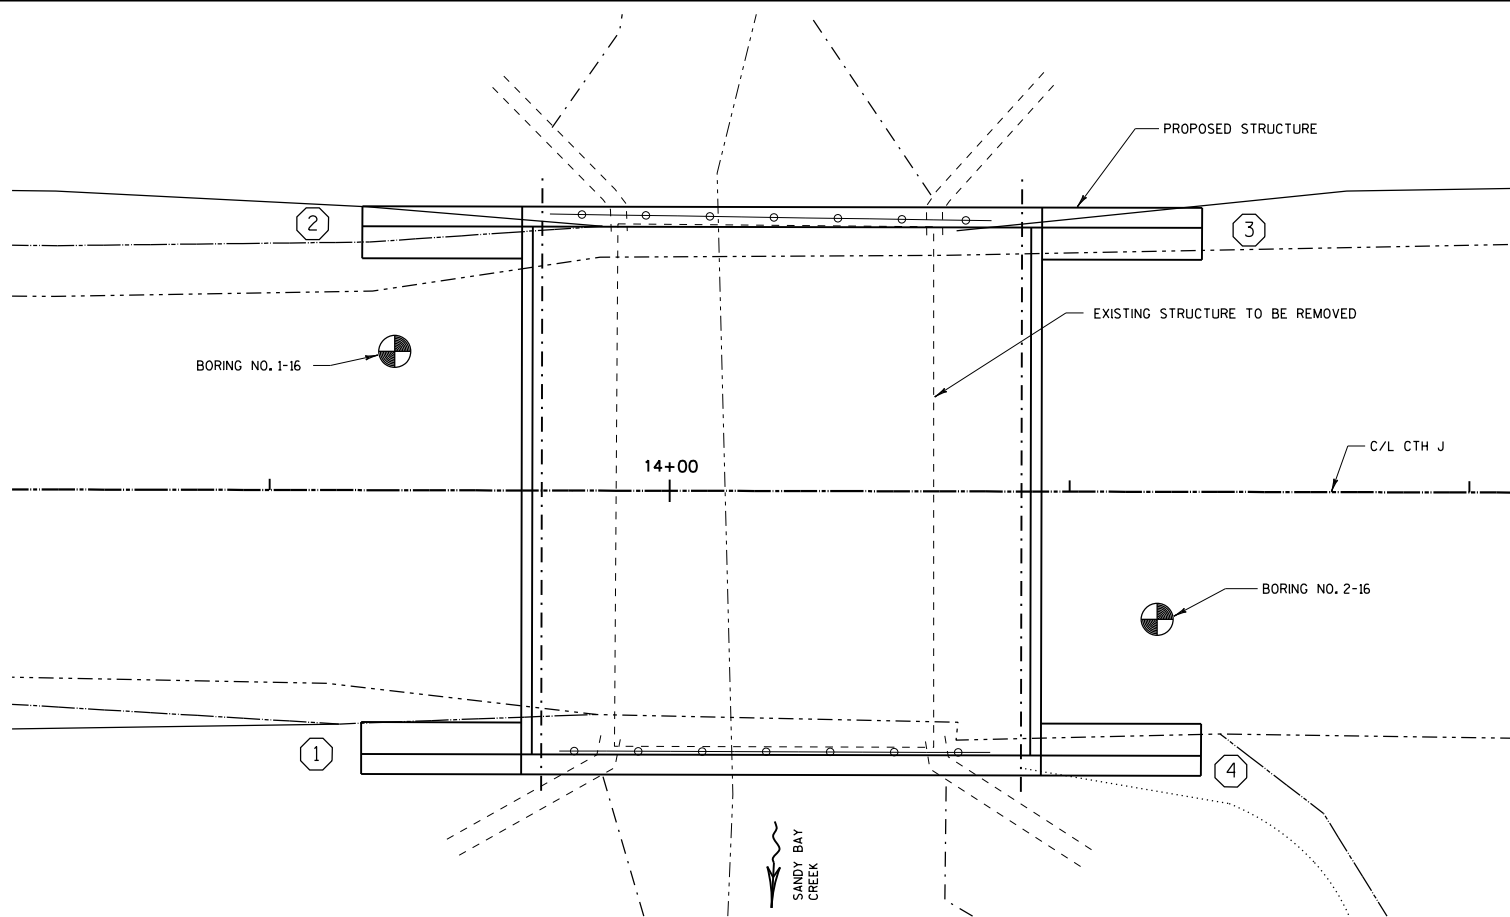 PROPOSED STRUCTURE
2
3
EXISTING STRUCTURE TO BE REMOVED
BORING NO. 1-16
C/L CTH J
14+00
BORING NO. 2-16
1
4
SANDY BAY
CREEK